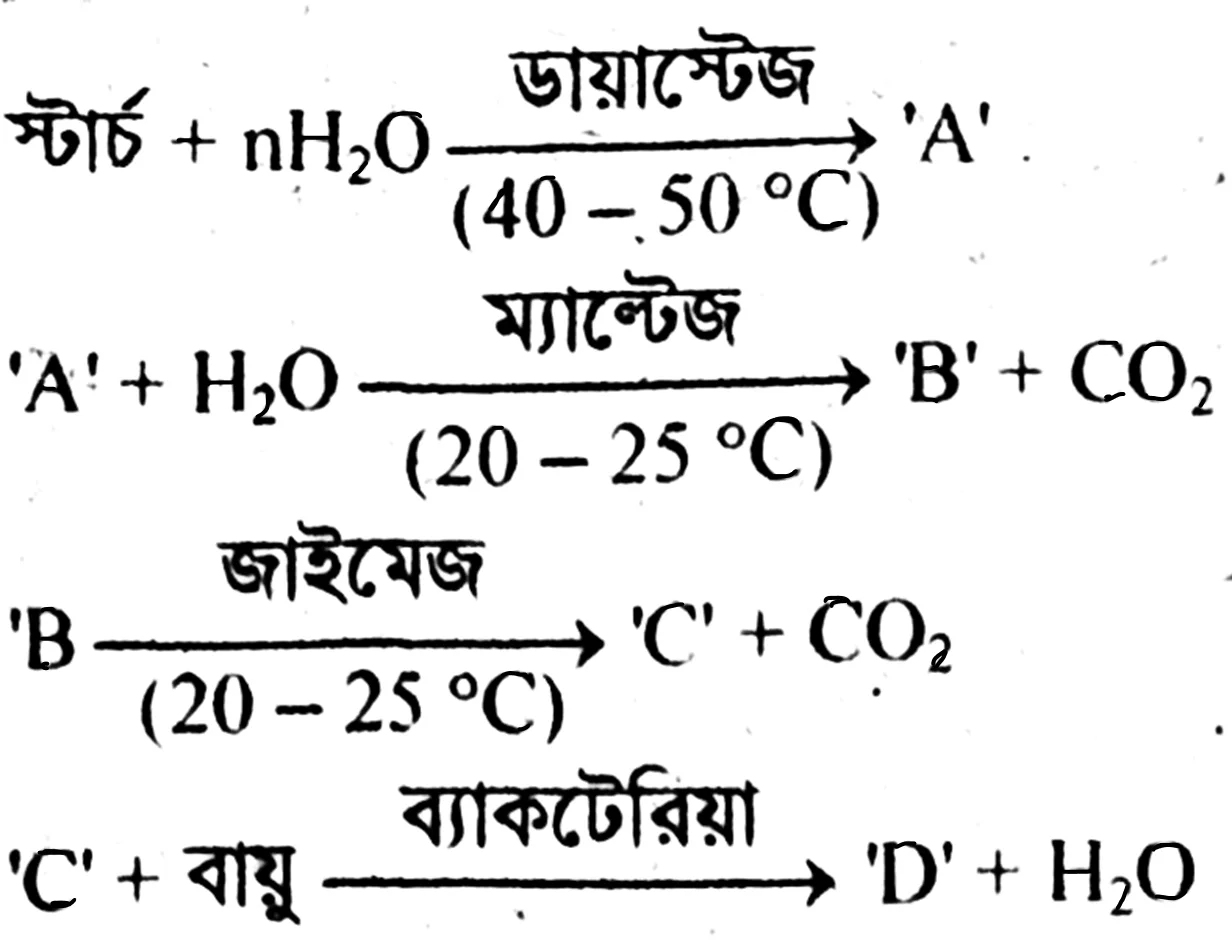 ডায়াস্টেজ
স্টার্চ + nH₂O ⟶ 'A'
(40 – 50 °C)
ম্যাল্টেজ
'A' + H₂O ⟶ 'B' + CO₂
(20 – 25 °C)
জাইমেজ
'B ⟶ 'C' + CO₂
(20 – 25 °C)
ব্যাকটেরিয়া
'C' + বায়ু ⟶ 'D' + H₂O